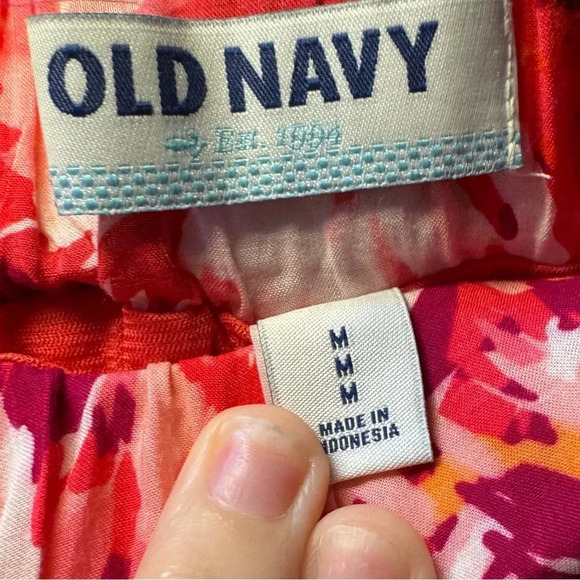 OLD NAVY
Est. 1994
M
M
M
MADE IN
INDONESIA